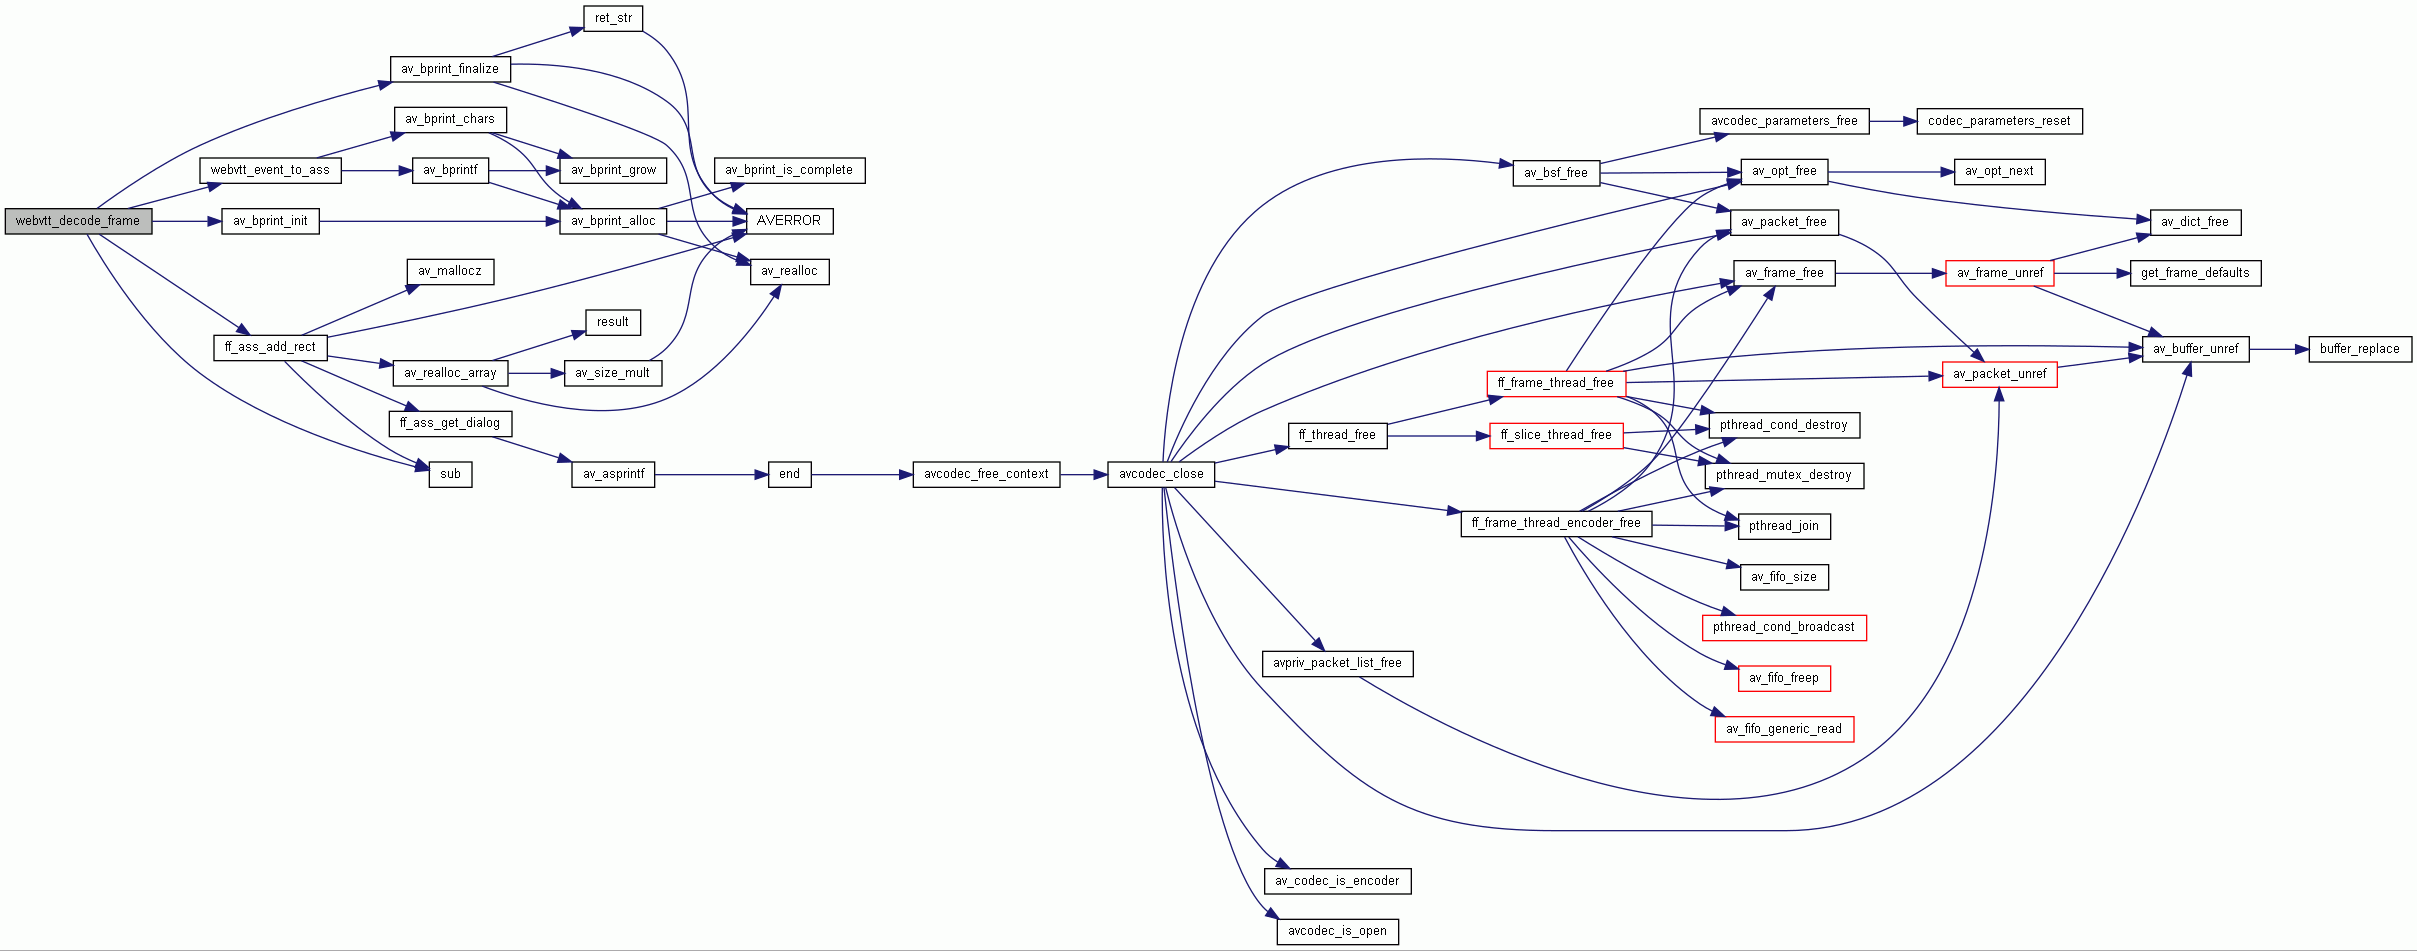 webvtt_decode_frame
av_bprint_finalize
ret_str
webvtt_event_to_ass
av_bprint_chars
av_bprintf
av_bprint_grow
av_bprint_init
av_bprint_alloc
av_bprint_is_complete
AVERROR
av_realloc
ff_ass_add_rect
av_mallocz
av_realloc_array
result
av_size_mult
ff_ass_get_dialog
sub
av_asprintf
end
avcodec_free_context
avcodec_close
av_bsf_free
avcodec_parameters_free
codec_parameters_reset
av_opt_free
av_opt_next
av_packet_free
av_dict_free
av_frame_free
av_frame_unref
get_frame_defaults
av_buffer_unref
buffer_replace
av_packet_unref
ff_thread_free
ff_frame_thread_free
ff_slice_thread_free
pthread_cond_destroy
pthread_mutex_destroy
ff_frame_thread_encoder_free
pthread_join
av_fifo_size
pthread_cond_broadcast
av_fifo_freep
av_fifo_generic_read
avpriv_packet_list_free
av_codec_is_encoder
avcodec_is_open